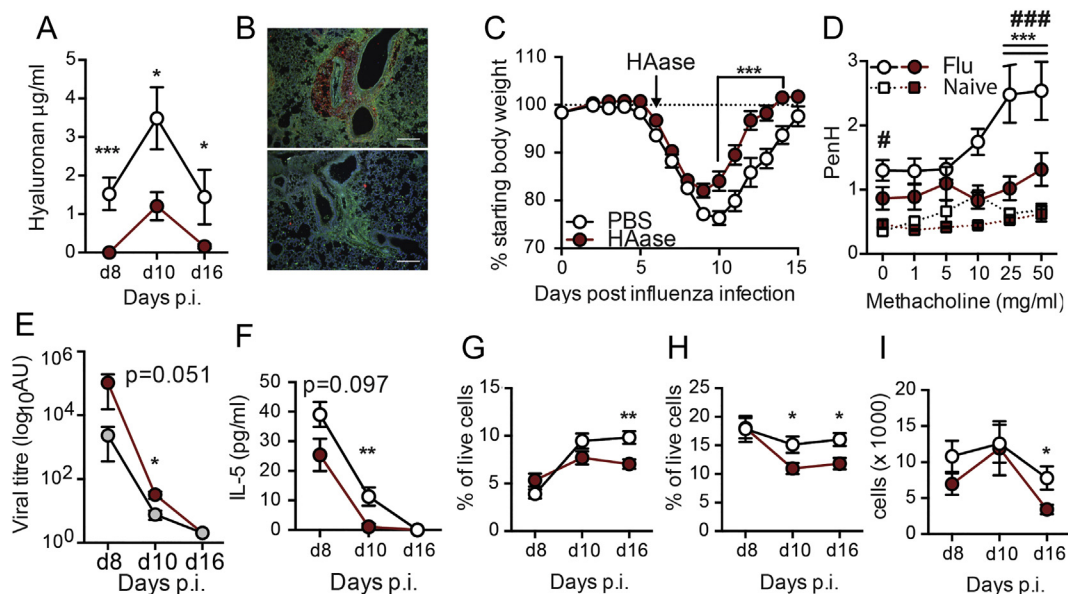 A
Hyaluronan µg/ml
5
4
3
2
1
0
*
***
*
d8 d10 d16
Days p.i.
B
C
HAase
***
% starting body weight
110
100
90
80
70
PBS
HAase
0 5 10 15
Days post influenza infection
D
###
***
Flu
Naive
#
PenH
3
2
1
0
0 1 5 10 25 50
Methacholine (mg/ml)
E
Viral titre (log10AU)
10^6
10^4
10^2
10^0
p=0.051
*
d8 d10 d16
Days p.i.
F
IL-5 (pg/ml)
50
40
30
20
10
0
p=0.097
**
d8 d10 d16
Days p.i.
G
% of live cells
15
10
5
0
**
d8 d10 d16
Days p.i.
H
% of live cells
25
20
15
10
5
0
* *
d8 d10 d16
Days p.i.
I
cells (x 1000)
20
15
10
5
0
*
d8 d10 d16
Days p.i.